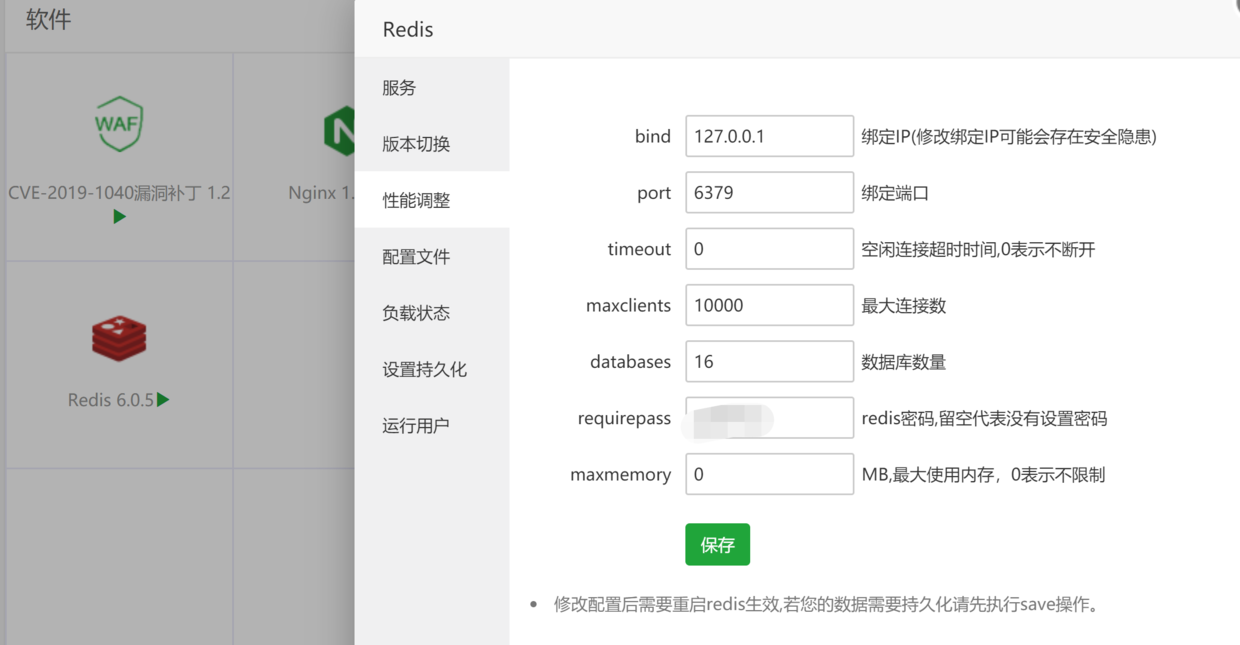 软件
WAF
CVE-2019-1040漏洞补丁 1.2
Nginx 1.
Redis 6.0.5
Redis
服务
版本切换
性能调整
配置文件
负载状态
设置持久化
运行用户
bind 127.0.0.1 绑定IP(修改绑定IP可能会存在安全隐患)
port 6379 绑定端口
timeout 0 空闲连接超时时间,0表示不断开
maxclients 10000 最大连接数
databases 16 数据库数量
requirepass redis密码,留空代表没有设置密码
maxmemory 0 MB,最大使用内存，0表示不限制
保存
修改配置后需要重启redis生效,若您的数据需要持久化请先执行save操作。